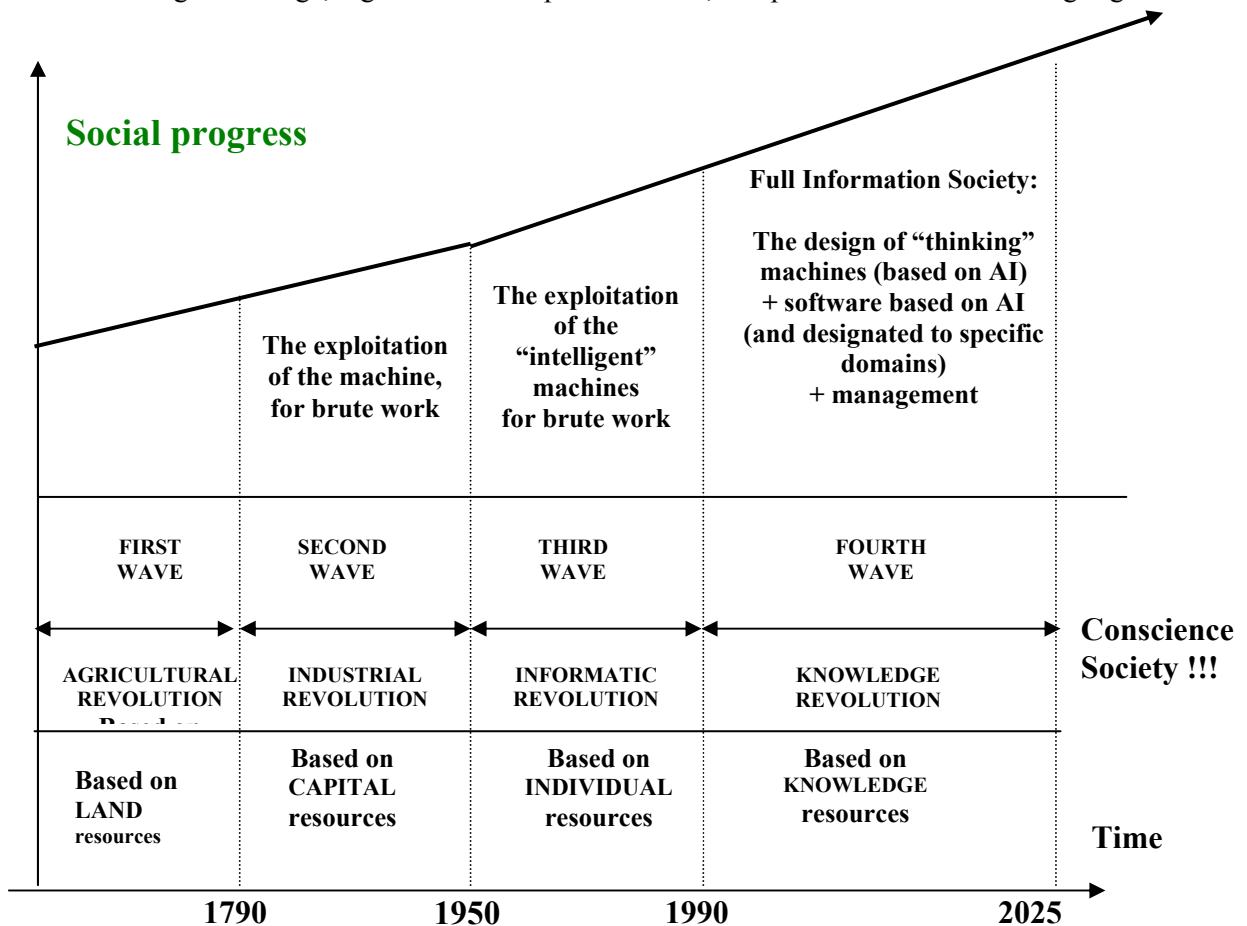 Social progress
Full Information Society:
The design of “thinking”
machines (based on AI)
+ software based on AI
(and designated to specific
domains)
+ management
The exploitation
of the
“intelligent”
machines
for brute work
The exploitation
of the machine,
for brute work
FIRST
WAVE
SECOND
WAVE
THIRD
WAVE
FOURTH
WAVE
Conscience
Society !!!
AGRICULTURAL
REVOLUTION
INDUSTRIAL
REVOLUTION
INFORMATIC
REVOLUTION
KNOWLEDGE
REVOLUTION
Based on
LAND
resources
Based on
CAPITAL
resources
Based on
INDIVIDUAL
resources
Based on
KNOWLEDGE
resources
Time
1790
1950
1990
2025